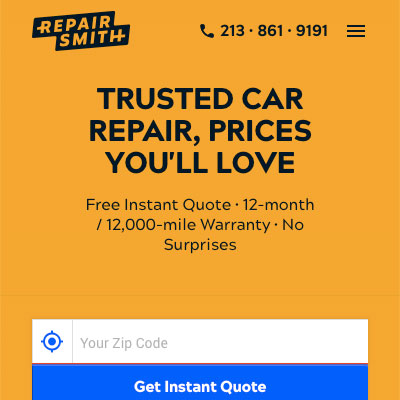 REPAIR
SMITH
213 · 861 · 9191
TRUSTED CAR
REPAIR, PRICES
YOU'LL LOVE
Free Instant Quote · 12-month
/ 12,000-mile Warranty · No
Surprises
Your Zip Code
Get Instant Quote